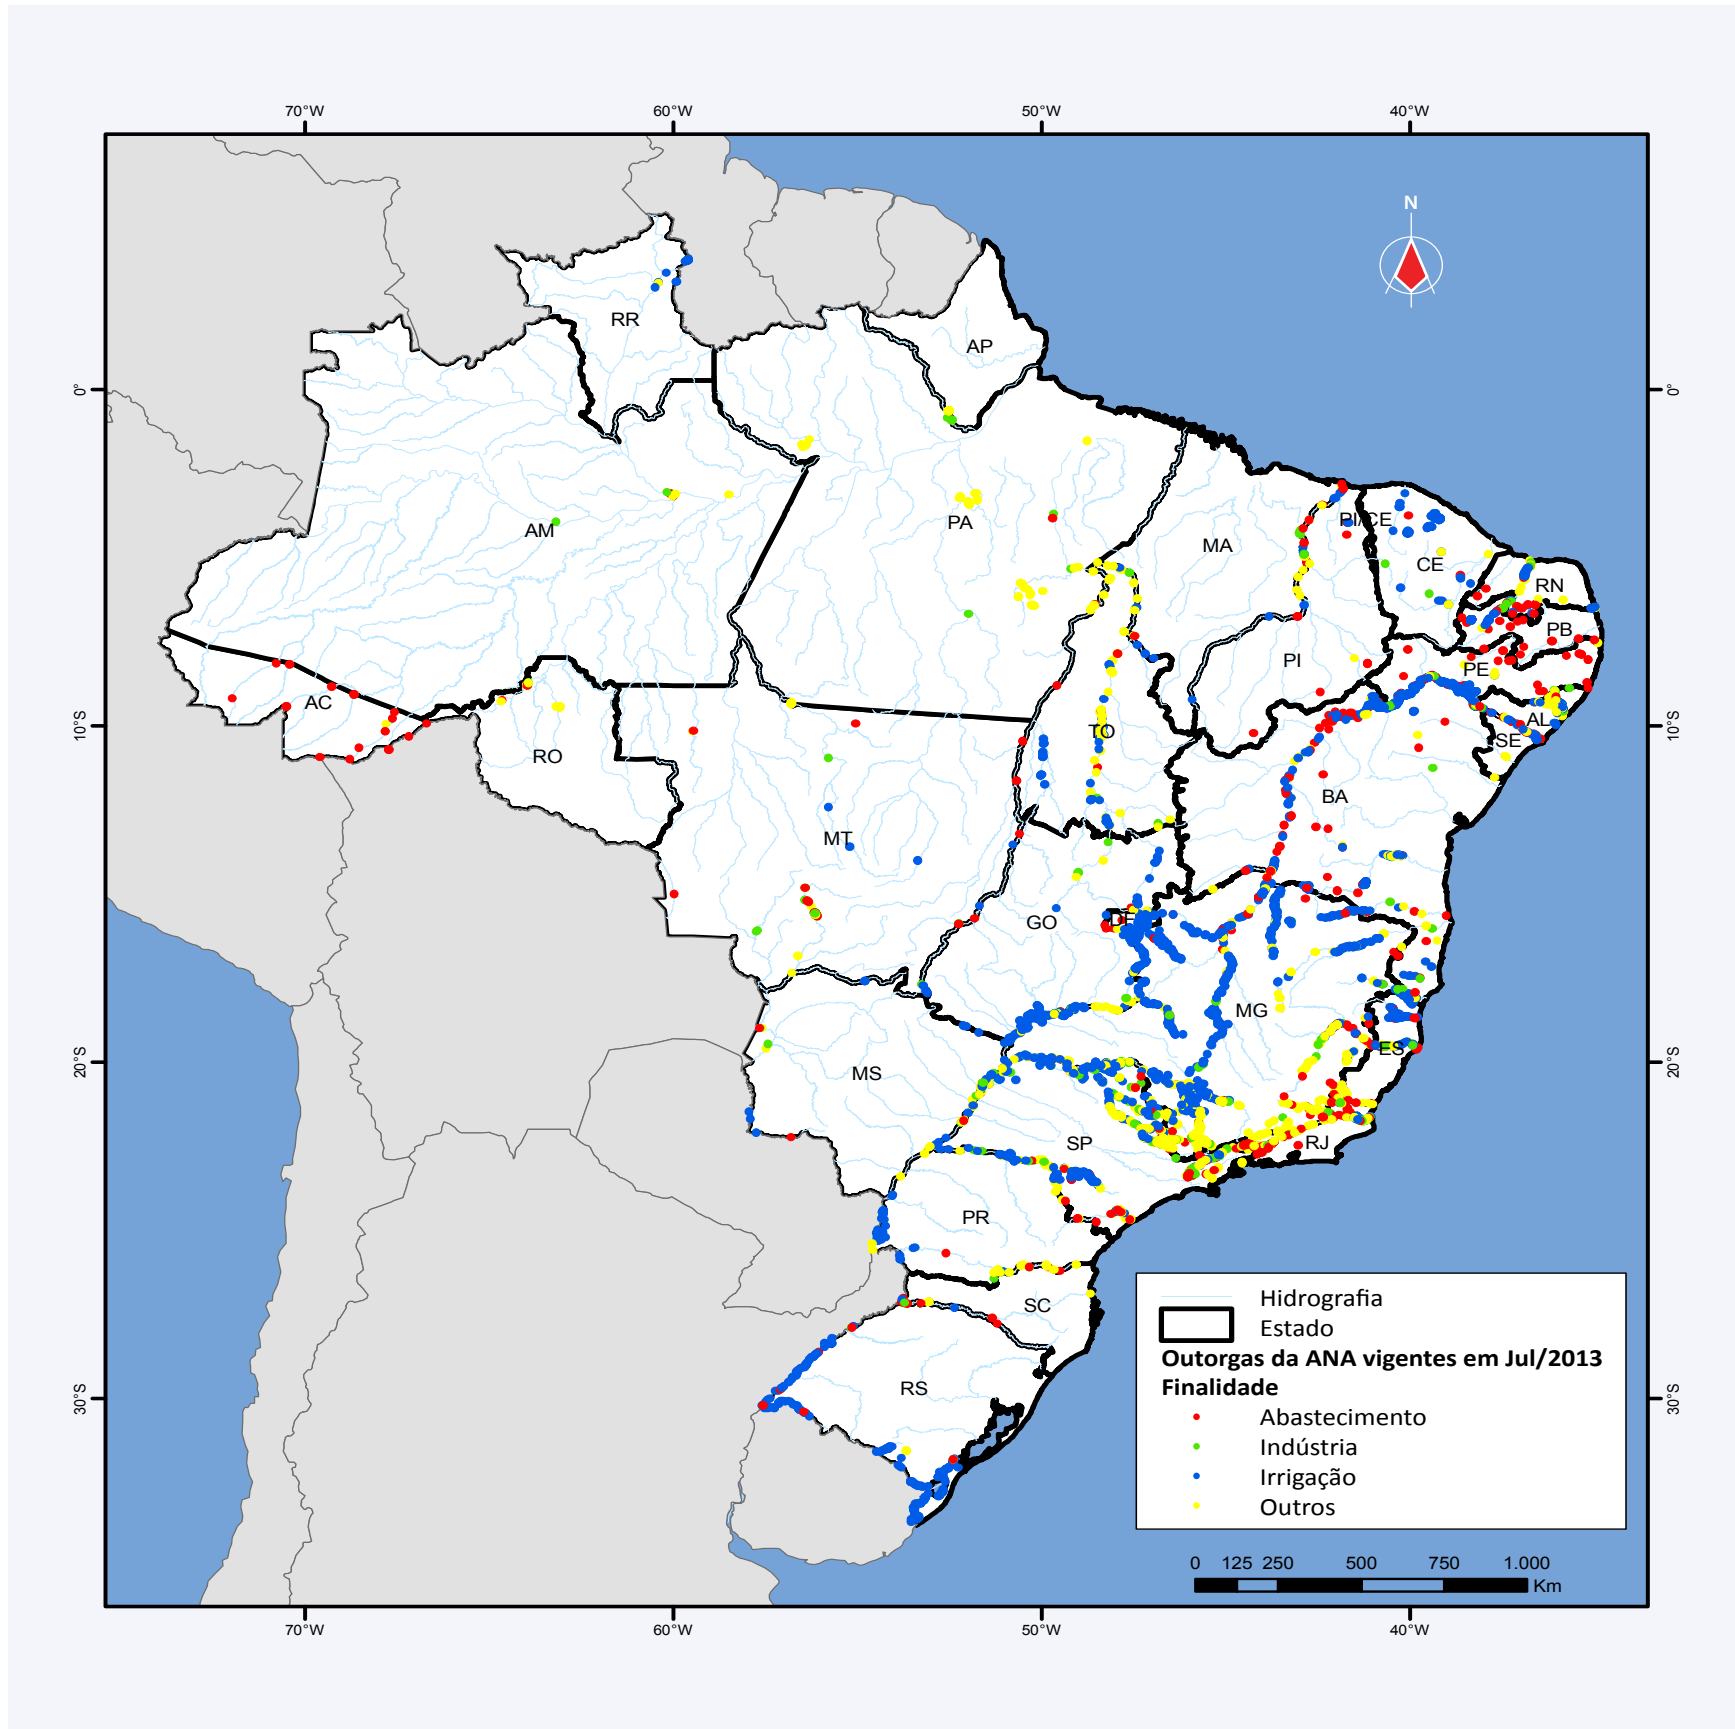 70°W 60°W 50°W 40°W
N
RR
AP
0° 0°
PI/CE
PA
AM
MA
CE
RN
PB
PI
PE
AC
AL
10°S 10°S
TO
SE
RO
BA
MT
DF
GO
MG
ES
20°S 20°S
MS
SP
RJ
PR
SC
RS
30°S 30°S
Hidrografia
Estado
Outorgas da ANA vigentes em Jul/2013
Finalidade
Abastecimento
Indústria
Irrigação
Outros
0 125 250 500 750 1.000
Km
70°W 60°W 50°W 40°W